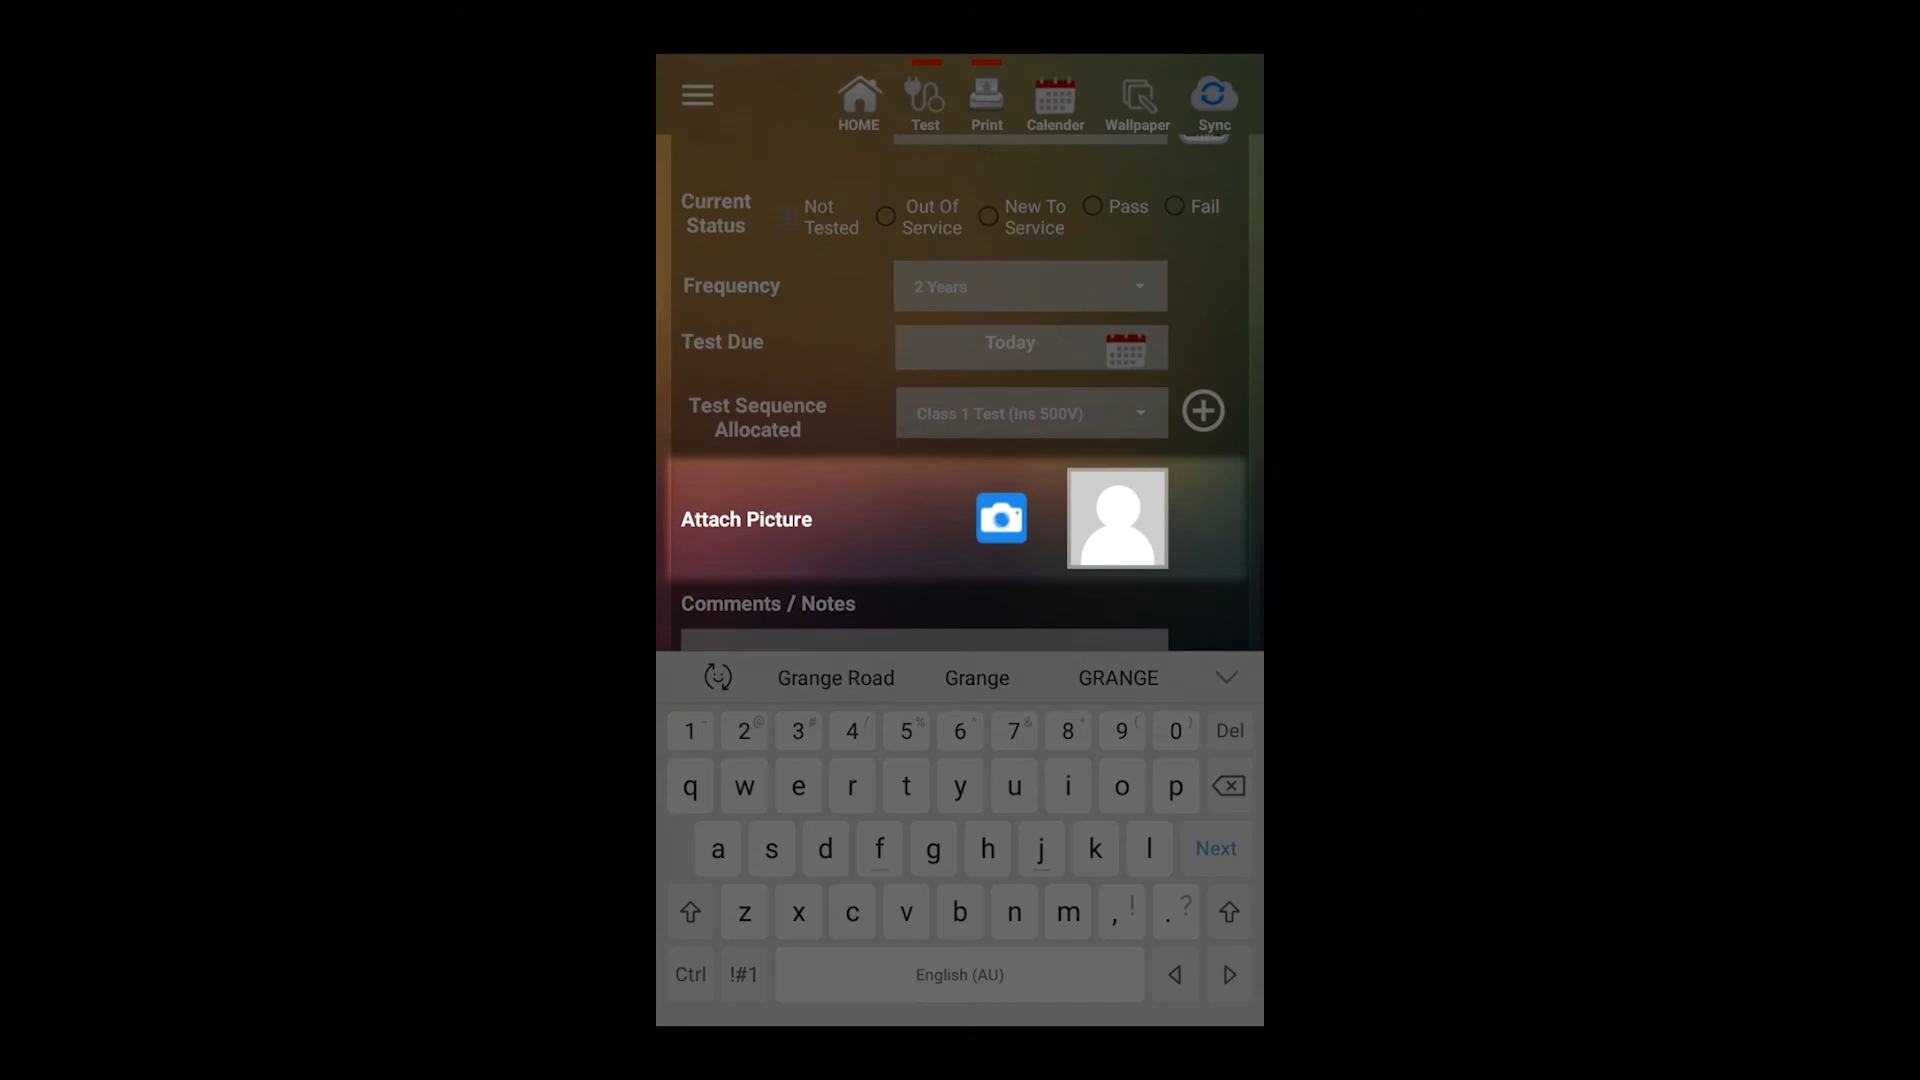 HOME Test Print Calender Wallpaper Sync
Current Status
Not Tested
Out Of Service
New To Service
Pass
Fail
Frequency
2 Years
Test Due
Today
Test Sequence
Allocated
Class 1 Test (Ins 500V)
Attach Picture
Comments / Notes
Grange Road Grange GRANGE
1 - 2 @ 3 # 4 / 5 % 6 ^ 7 & 8 * 9 ( 0 ) Del
q w e r t y u i o p
a s d f g h j k l Next
z x c v b n m , ! . ?
Ctrl !#1 English (AU)